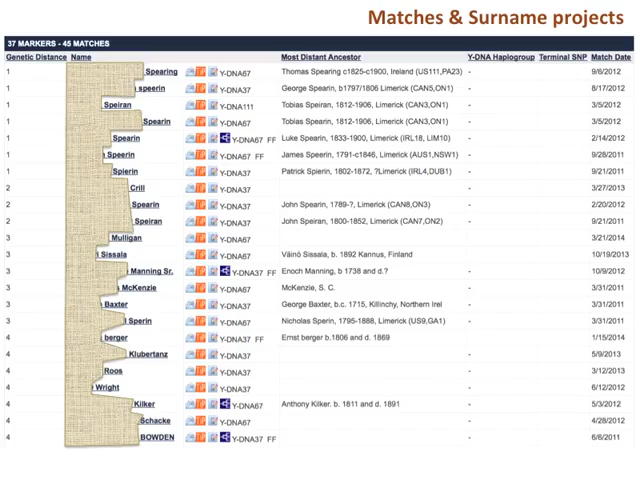 Matches & Surname projects
37 MARKERS - 45 MATCHES
Genetic Distance Name Most Distant Ancestor Y-DNA Haplogroup Terminal SNP Match Date
1 Spearing Y-DNA67 Thomas Spearing c1825-c1900, Ireland (US111,PA23) - 9/6/2012
1 speerin Y-DNA37 George Spearin, b1797/1806 Limerick (CAN5,ON1) - 8/17/2012
1 Speiran Y-DNA111 Tobias Speiran, 1812-1906, Limerick (CAN3,ON1) - 3/5/2012
1 Spearin Y-DNA67 Tobias Speirin, 1812-1906, Limerick (CAN3,ON1) - 3/5/2012
1 Spearin Y-DNA67 FF Luke Spearin, 1833-1900, Limerick (IRL18, LIM10) - 2/14/2012
1 Speerin Y-DNA67 FF James Speerin, 1791-c1846, Limerick (AUS1,NSW1) - 9/28/2011
1 Spierin Y-DNA37 Patrick Spierin, 1802-1872, ?Limerick (IRL4,DUB1) - 9/21/2011
2 Crill Y-DNA37 - 3/27/2013
2 Spearin Y-DNA37 John Spearin, 1789-?, Limerick (CAN8,ON3) - 2/20/2012
2 Speiran Y-DNA37 John Speiran, 1800-1852, Limerick (CAN7,ON2) - 9/21/2011
3 Mulligan Y-DNA67 3/21/2014
3 Sissala Y-DNA67 Väinö Sissala, b. 1892 Kannus, Finland 10/19/2013
3 Manning Sr. Y-DNA37 FF Enoch Manning, b 1738 and d.? - 10/9/2012
3 McKenzie Y-DNA67 McKenzie, S. C. - 3/31/2011
3 Baxter Y-DNA37 George Baxter, b.c. 1715, Killinchy, Northern Irel - 3/31/2011
3 Sperin Y-DNA67 Nicholas Sperin, 1795-1888, Limerick (US9,GA1) - 3/31/2011
4 berger Y-DNA37 FF Ernst berger b.1806 and d. 1869 - 1/15/2014
4 Klubertanz Y-DNA37 - 5/9/2013
4 Roos Y-DNA37 - 3/12/2013
4 Wright Y-DNA37 - 6/12/2012
4 Kilker Y-DNA67 Anthony Kilker. b. 1811 and d. 1891 - 5/3/2012
4 Schacke Y-DNA67 - 4/28/2012
4 BOWDEN Y-DNA37 FF - 6/6/2011